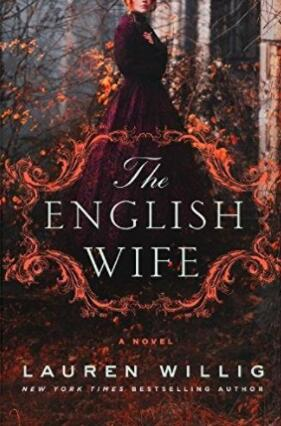 The
ENGLISH
WIFE
A NOVEL
LAUREN WILLIG
NEW YORK TIMES BESTSELLING AUTHOR